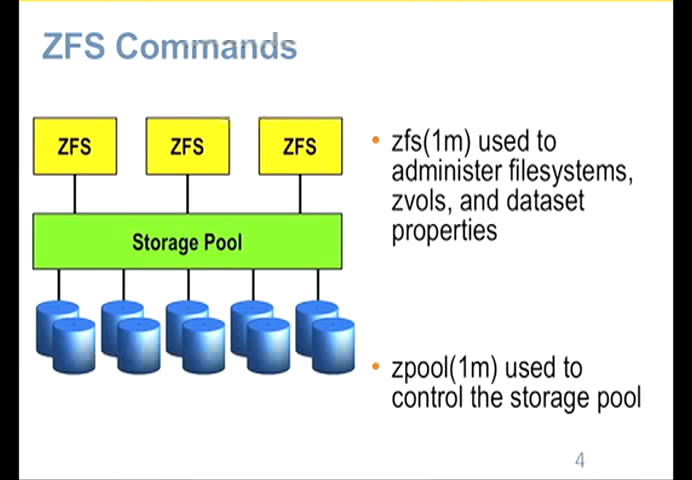 ZFS Commands
ZFS ZFS ZFS
Storage Pool
• zfs(1m) used to
administer filesystems,
zvols, and dataset
properties
• zpool(1m) used to
control the storage pool
4